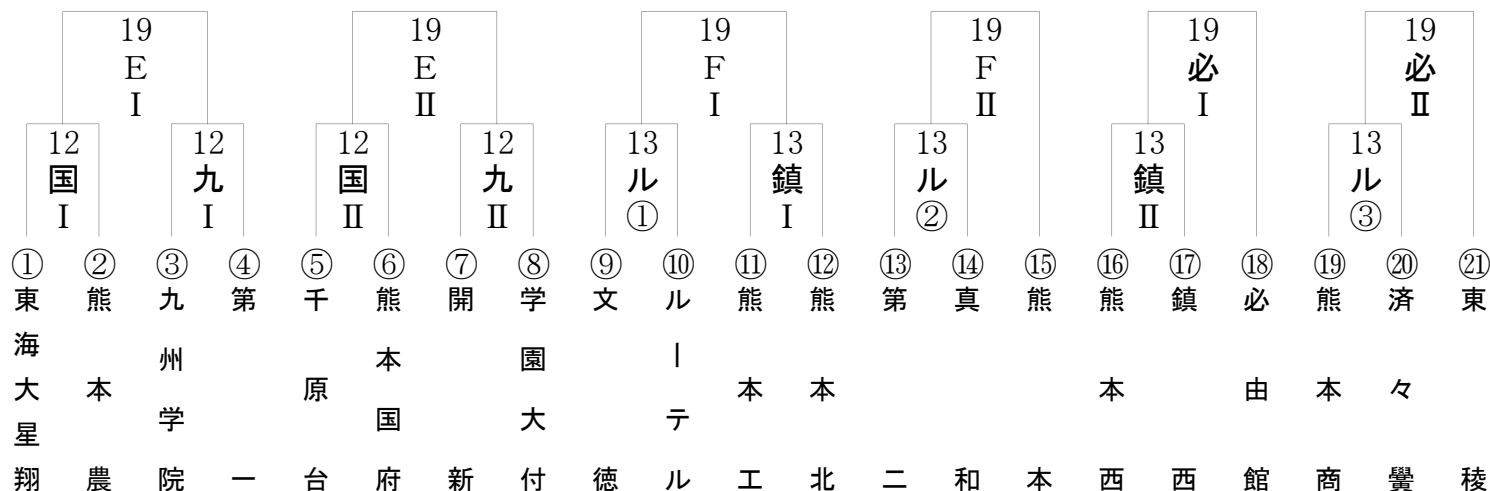 19 19 19 19 19 19
E E F F 必 必
Ⅰ Ⅱ Ⅰ Ⅱ Ⅰ Ⅱ
12 12 12 12 13 13 13 13 13
国 九 国 九 ル 鎮 ル 鎮 ル
Ⅰ Ⅰ Ⅱ Ⅱ ① Ⅰ ② Ⅱ ③
① ② ③ ④ ⑤ ⑥ ⑦ ⑧ ⑨ ⑩ ⑪ ⑫ ⑬ ⑭ ⑮ ⑯ ⑰ ⑱ ⑲ ⑳ ㉑
東海大星翔
熊本農
九州学院
第一
千原台
熊本国府
開新
学園大付
文徳
ルーテル
熊本工
熊本北
第二
真和
熊本
熊本西
鎮西
必由館
熊本商
済々黌
東稜